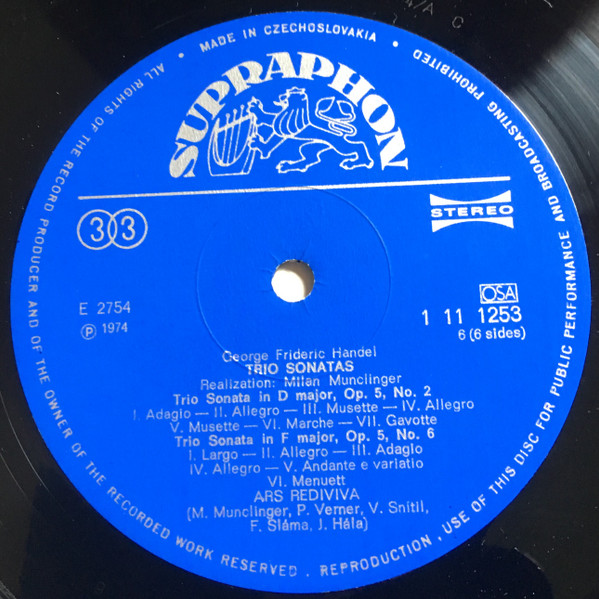 /A C
MADE IN CZECHOSLOVAKIA
SUPRAPHON
33
STEREO
E 2754
Ⓟ 1974
OSA
1 11 1253
6 (6 sides)
George Frideric Handel
TRIO SONATAS
Realization: Milan Munclinger
Trio Sonata in D major, Op. 5, No. 2
I. Adagio — II. Allegro — III. Musette — IV. Allegro
V. Musette — VI. Marche — VII. Gavotte
Trio Sonata in F major, Op. 5, No. 6
I. Largo — II. Allegro — III. Adagio
IV. Allegro — V. Andante e variatio
VI. Menuett
ARS REDIVIVA
(M. Munclinger, P. Verner, V. Snítil,
F. Sláma, J. Hála)
ALL RIGHTS OF THE RECORD PRODUCER AND OF THE OWNER OF THE RECORDED WORK RESERVED . REPRODUCTION , USE OF THIS DISC FOR PUBLIC PERFORMANCE AND BROADCASTING PROHIBITED